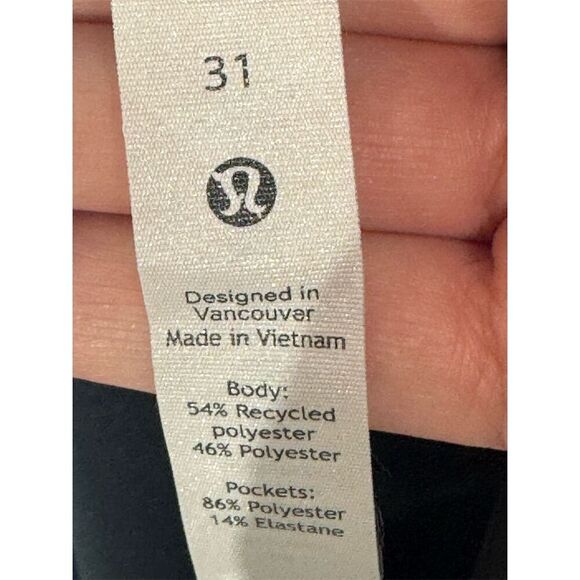 31
Designed in
Vancouver
Made in Vietnam
Body:
54% Recycled
polyester
46% Polyester
Pockets:
86% Polyester
14% Elastane